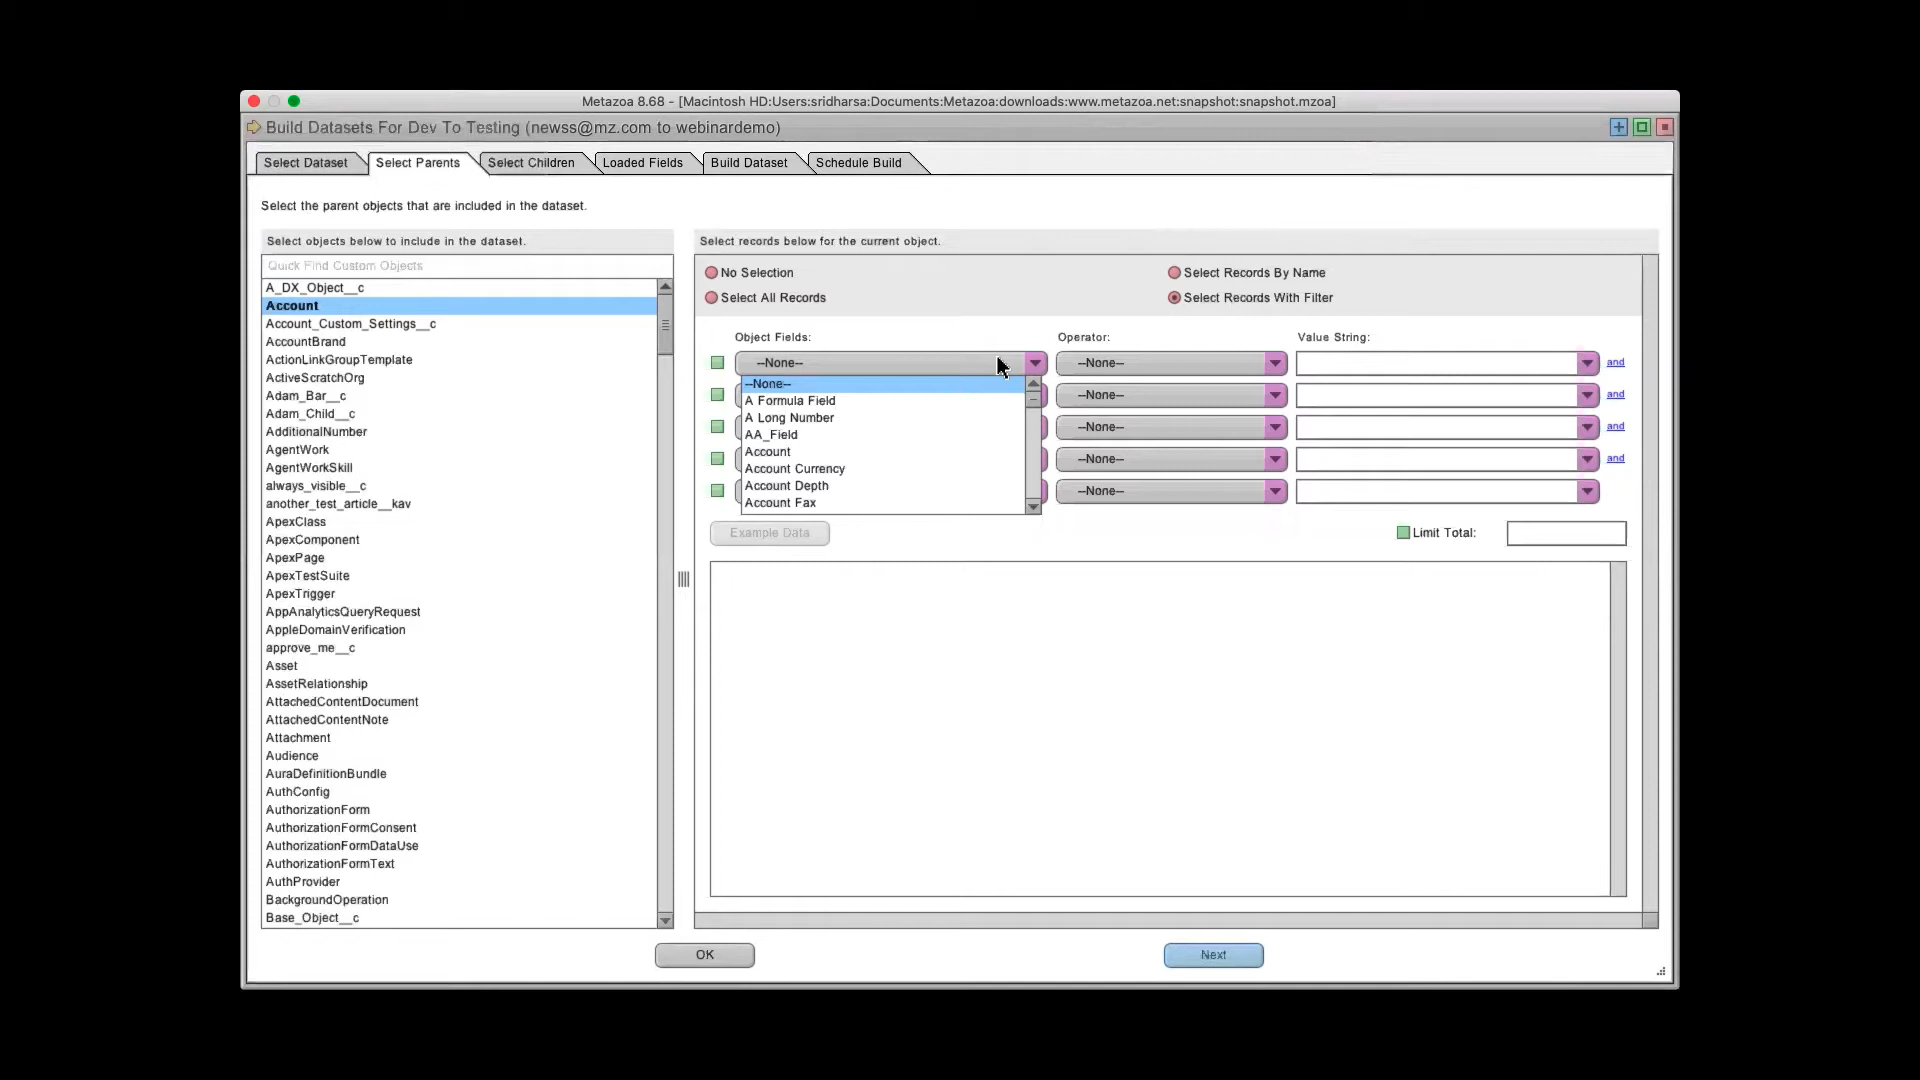 Metazoa 8.68 - [Macintosh HD:Users:sridharsa:Documents:Metazoa:downloads:www.metazoa.net:snapshot:snapshot.mzoa]
Build Datasets For Dev To Testing (newss@mz.com to webinardemo)
Select Dataset Select Parents Select Children Loaded Fields Build Dataset Schedule Build
Select the parent objects that are included in the dataset.
Select objects below to include in the dataset.
Quick Find Custom Objects
A_DX_Object__c
Account
Account_Custom_Settings__c
AccountBrand
ActionLinkGroupTemplate
ActiveScratchOrg
Adam_Bar__c
Adam_Child__c
AdditionalNumber
AgentWork
AgentWorkSkill
always_visible__c
another_test_article__kav
ApexClass
ApexComponent
ApexPage
ApexTestSuite
ApexTrigger
AppAnalyticsQueryRequest
AppleDomainVerification
approve_me__c
Asset
AssetRelationship
AttachedContentDocument
AttachedContentNote
Attachment
Audience
AuraDefinitionBundle
AuthConfig
AuthorizationForm
AuthorizationFormConsent
AuthorizationFormDataUse
AuthorizationFormText
AuthProvider
BackgroundOperation
Base_Object__c
Select records below for the current object.
No Selection Select Records By Name
Select All Records Select Records With Filter
Object Fields: Operator: Value String:
--None-- --None-- and
--None-- and
--None-- and
--None-- and
--None--
--None--
A Formula Field
A Long Number
AA_Field
Account
Account Currency
Account Depth
Account Fax
Example Data Limit Total:
OK Next